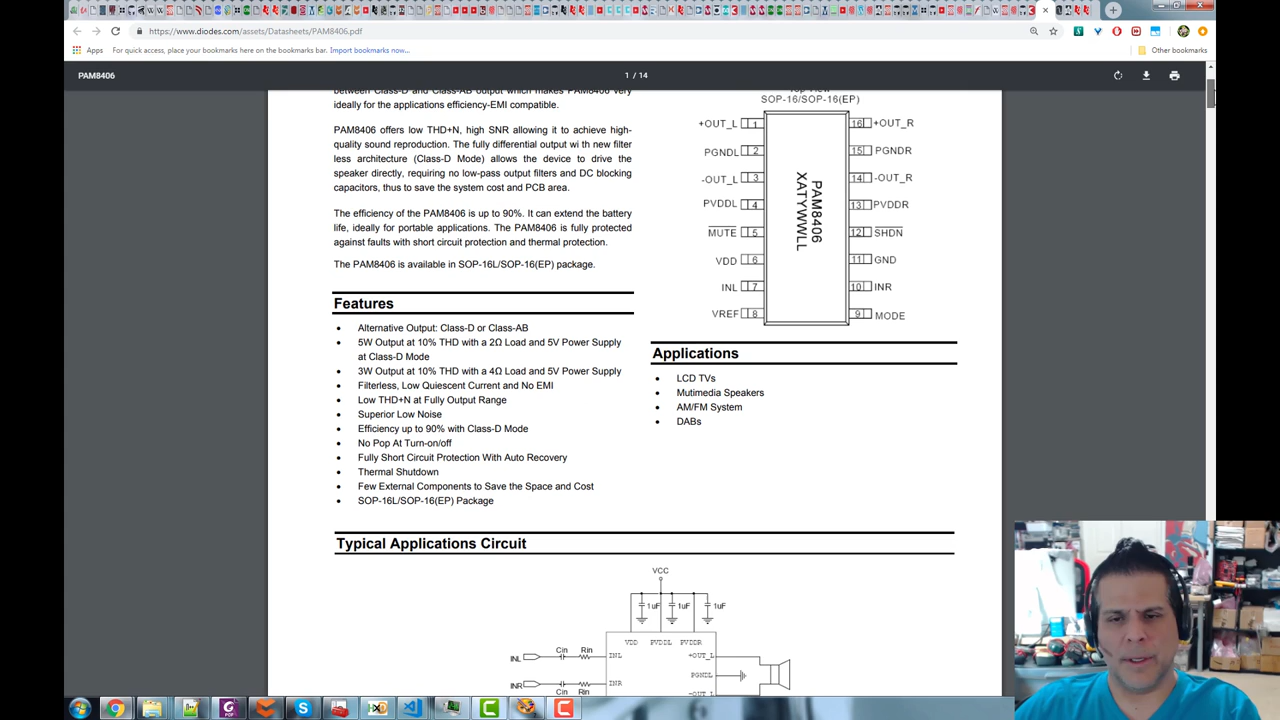 https://www.diodes.com/assets/Datasheets/PAM8406.pdf
Apps
For quick access, place your bookmarks here on the bookmarks bar. Import bookmarks now...
Other bookmarks
PAM8406
1 / 14
between Class-D and Class-AB output which makes PAM8406 very
ideally for the applications efficiency-EMI compatible.
PAM8406 offers low THD+N, high SNR allowing it to achieve high-
quality sound reproduction. The fully differential output wi th new filter
less architecture (Class-D Mode) allows the device to drive the
speaker directly, requiring no low-pass output filters and DC blocking
capacitors, thus to save the system cost and PCB area.
The efficiency of the PAM8406 is up to 90%. It can extend the battery
life, ideally for portable applications. The PAM8406 is fully protected
against faults with short circuit protection and thermal protection.
The PAM8406 is available in SOP-16L/SOP-16(EP) package.
Features
• Alternative Output: Class-D or Class-AB
• 5W Output at 10% THD with a 2Ω Load and 5V Power Supply
at Class-D Mode
• 3W Output at 10% THD with a 4Ω Load and 5V Power Supply
• Filterless, Low Quiescent Current and No EMI
• Low THD+N at Fully Output Range
• Superior Low Noise
• Efficiency up to 90% with Class-D Mode
• No Pop At Turn-on/off
• Fully Short Circuit Protection With Auto Recovery
• Thermal Shutdown
• Few External Components to Save the Space and Cost
• SOP-16L/SOP-16(EP) Package
SOP-16/SOP-16(EP)
+OUT_L 1 16 +OUT_R
PGNDL 2 15 PGNDR
-OUT_L 3 14 -OUT_R
PVDDL 4 13 PVDDR
MUTE 5 12 SHDN
VDD 6 11 GND
INL 7 10 INR
VREF 8 9 MODE
PAM8406
XATYWWLL
Applications
• LCD TVs
• Mutimedia Speakers
• AM/FM System
• DABs
Typical Applications Circuit
VCC
1uF 1uF 1uF
VDD PVDDL PVDDR
INL Cin Rin INL +OUT_L
PGNDL
INR Cin Rin INR -OUT_L